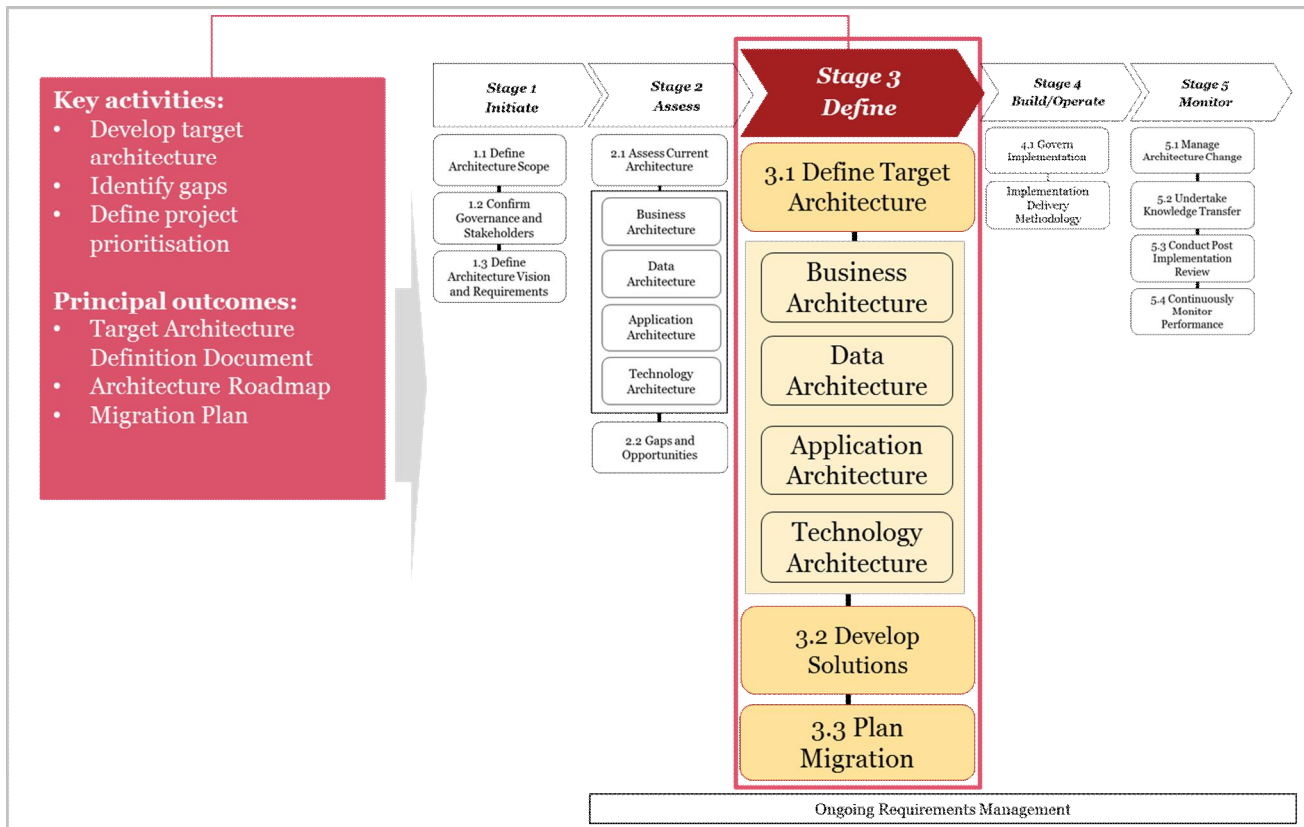 Key activities:
• Develop target
architecture
• Identify gaps
• Define project
prioritisation
Principal outcomes:
• Target Architecture
Definition Document
• Architecture Roadmap
• Migration Plan
Stage 1
Initiate
1.1 Define
Architecture Scope
1.2 Confirm
Governance and
Stakeholders
1.3 Define
Architecture Vision
and Requirements
Stage 2
Assess
2.1 Assess Current
Architecture
Business
Architecture
Data
Architecture
Application
Architecture
Technology
Architecture
2.2 Gaps and
Opportunities
Stage 3
Define
3.1 Define Target
Architecture
Business
Architecture
Data
Architecture
Application
Architecture
Technology
Architecture
3.2 Develop
Solutions
3.3 Plan
Migration
Stage 4
Build/Operate
4.1 Govern
Implementation
Implementation
Delivery
Methodology
Stage 5
Monitor
5.1 Manage
Architecture Change
5.2 Undertake
Knowledge Transfer
5.3 Conduct Post
Implementation
Review
5.4 Continuously
Monitor
Performance
Ongoing Requirements Management